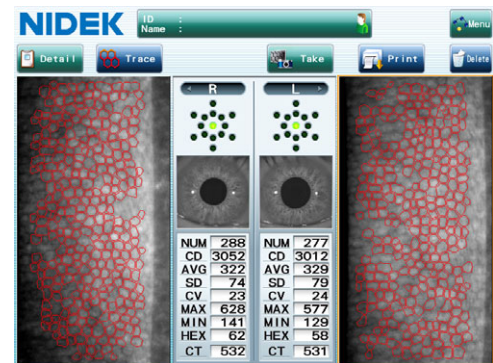 NIDEK
ID :
Name :
Menu
Detail
Trace
Take
Print
Delete
R
L
NUM 288
CD 3052
AVG 322
SD 74
CV 23
MAX 628
MIN 141
HEX 62
CT 532
NUM 277
CD 3012
AVG 329
SD 79
CV 24
MAX 577
MIN 129
HEX 58
CT 531